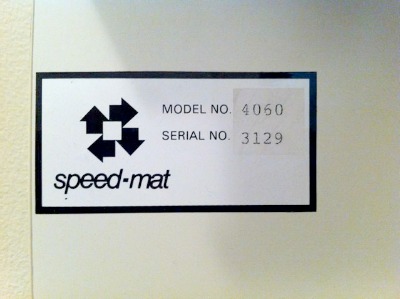 MODEL NO. 4060
SERIAL NO. 3129
speed-mat